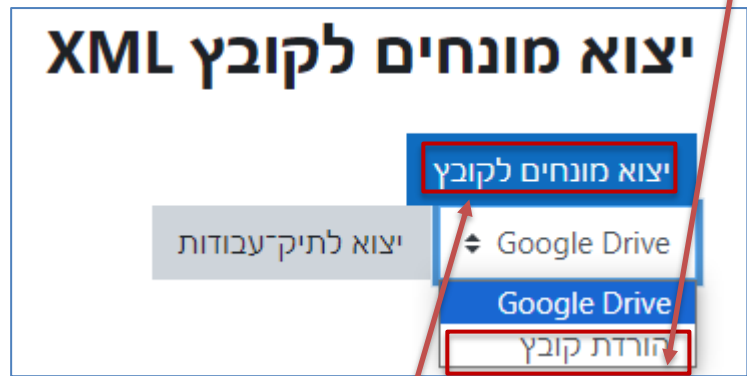 יצוא מונחים לקובץ XML
יצוא מונחים לקובץ
Google Drive יצוא לתיק־עבודות
Google Drive
הורדת קובץ